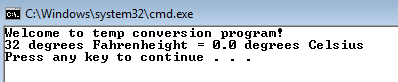 C:\Windows\system32\cmd.exe
Welcome to temp conversion program!
32 degrees Fahrenheight = 0.0 degrees Celsius
Press any key to continue . . .